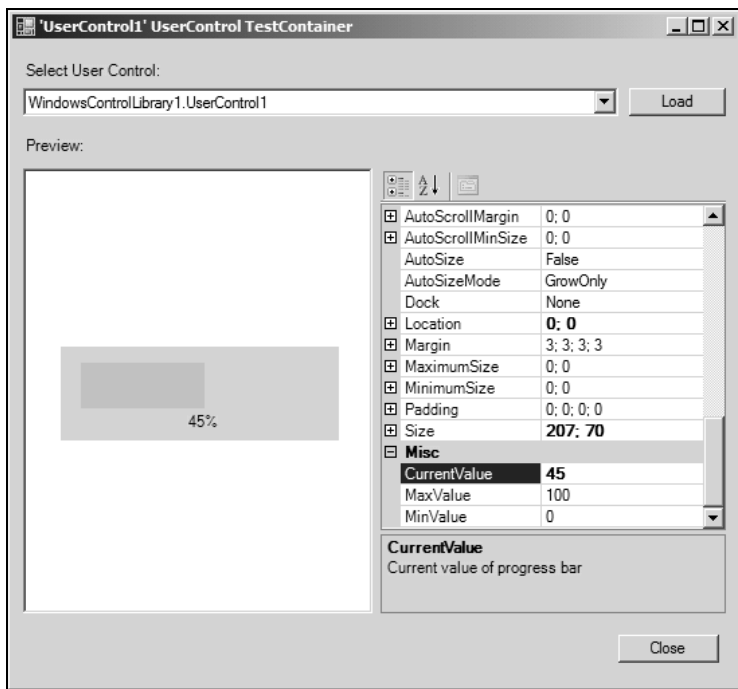 'UserControl1' UserControl TestContainer
Select User Control:
WindowsControlLibrary1.UserControl1
Load
Preview:
A
Z
AutoScrollMargin 0; 0
AutoScrollMinSize 0; 0
AutoSize False
AutoSizeMode GrowOnly
Dock None
Location 0; 0
Margin 3; 3; 3; 3
MaximumSize 0; 0
MinimumSize 0; 0
Padding 0; 0; 0; 0
Size 207; 70
Misc
CurrentValue 45
MaxValue 100
MinValue 0
45%
CurrentValue
Current value of progress bar
Close